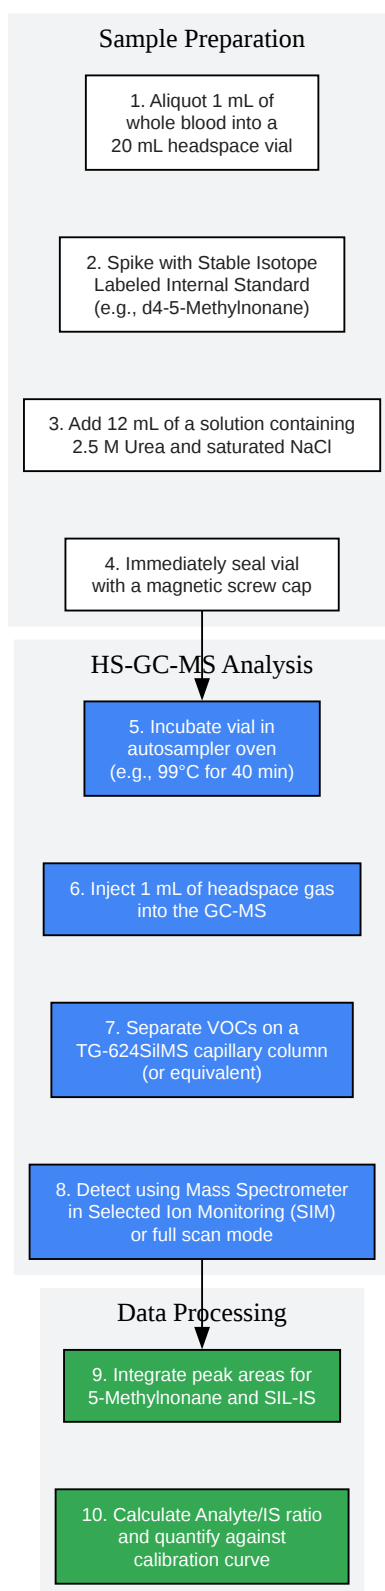 Sample Preparation
1. Aliquot 1 mL of
whole blood into a
20 mL headspace vial
2. Spike with Stable Isotope
Labeled Internal Standard
(e.g., d4-5-Methylnonane)
3. Add 12 mL of a solution containing
2.5 M Urea and saturated NaCl
4. Immediately seal vial
with a magnetic screw cap
HS-GC-MS Analysis
5. Incubate vial in
autosampler oven
(e.g., 99°C for 40 min)
6. Inject 1 mL of headspace gas
into the GC-MS
7. Separate VOCs on a
TG-624SilMS capillary column
(or equivalent)
8. Detect using Mass Spectrometer
in Selected Ion Monitoring (SIM)
or full scan mode
Data Processing
9. Integrate peak areas for
5-Methylnonane and SIL-IS
10. Calculate Analyte/IS ratio
and quantify against
calibration curve